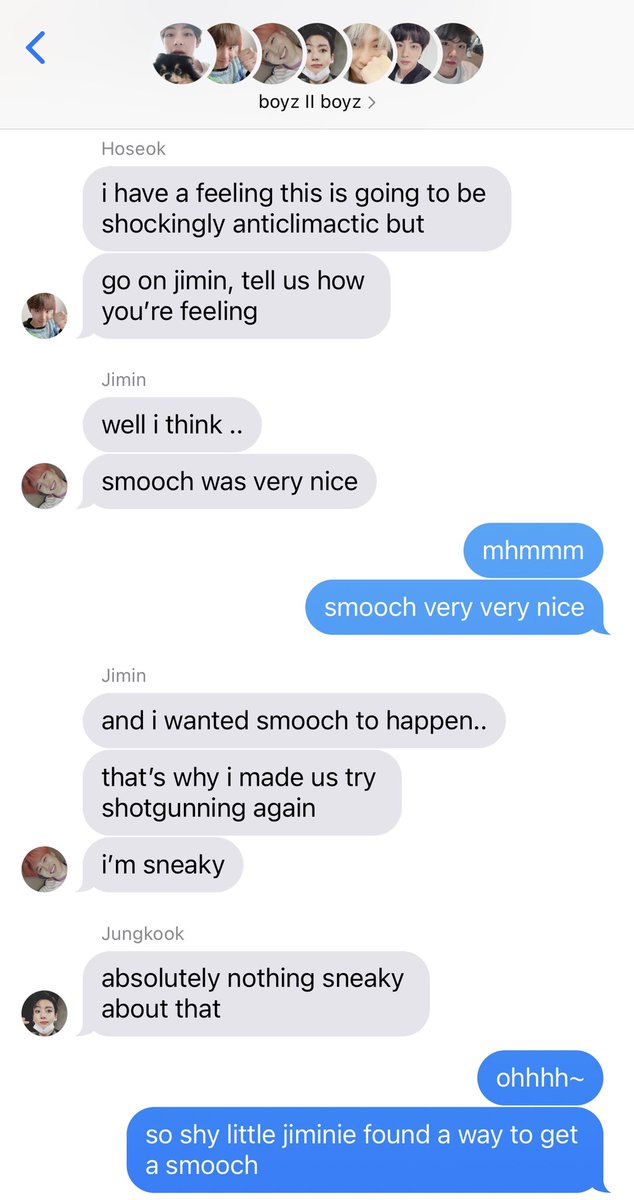 boyz II boyz >
Hoseok
i have a feeling this is going to be
shockingly anticlimactic but
go on jimin, tell us how
you’re feeling
Jimin
well i think ..
smooch was very nice
mhmmm
smooch very very nice
Jimin
and i wanted smooch to happen..
that’s why i made us try
shotgunning again
i’m sneaky
Jungkook
absolutely nothing sneaky
about that
ohhhh~
so shy little jiminie found a way to get
a smooch